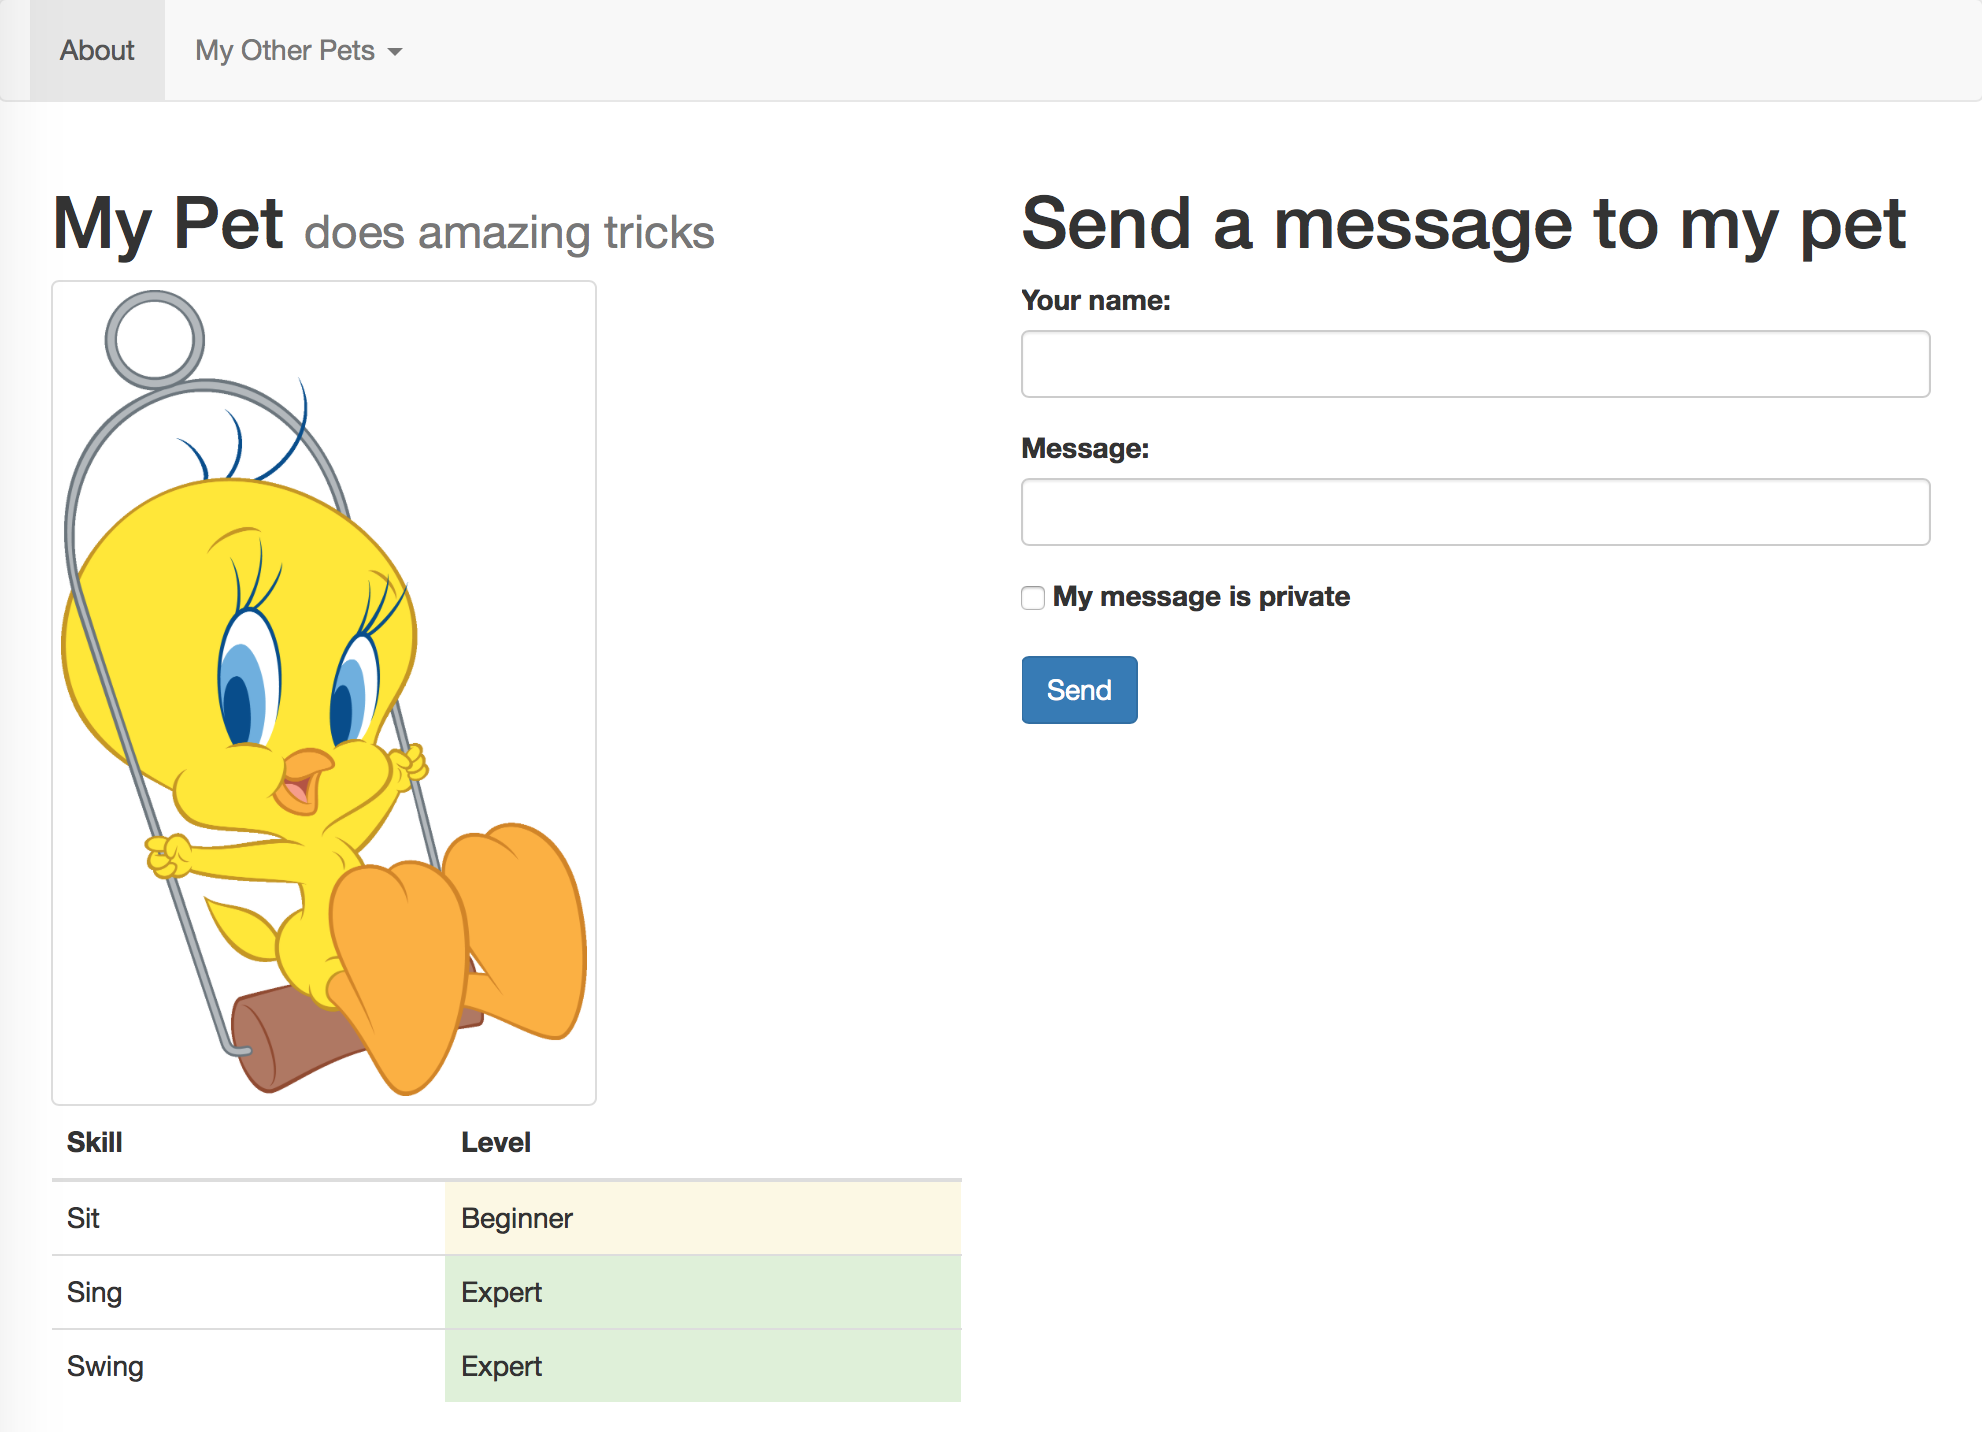 About My Other Pets
My Pet does amazing tricks
Send a message to my pet
Your name:
Message:
My message is private
Send
Skill Level
Sit Beginner
Sing Expert
Swing Expert